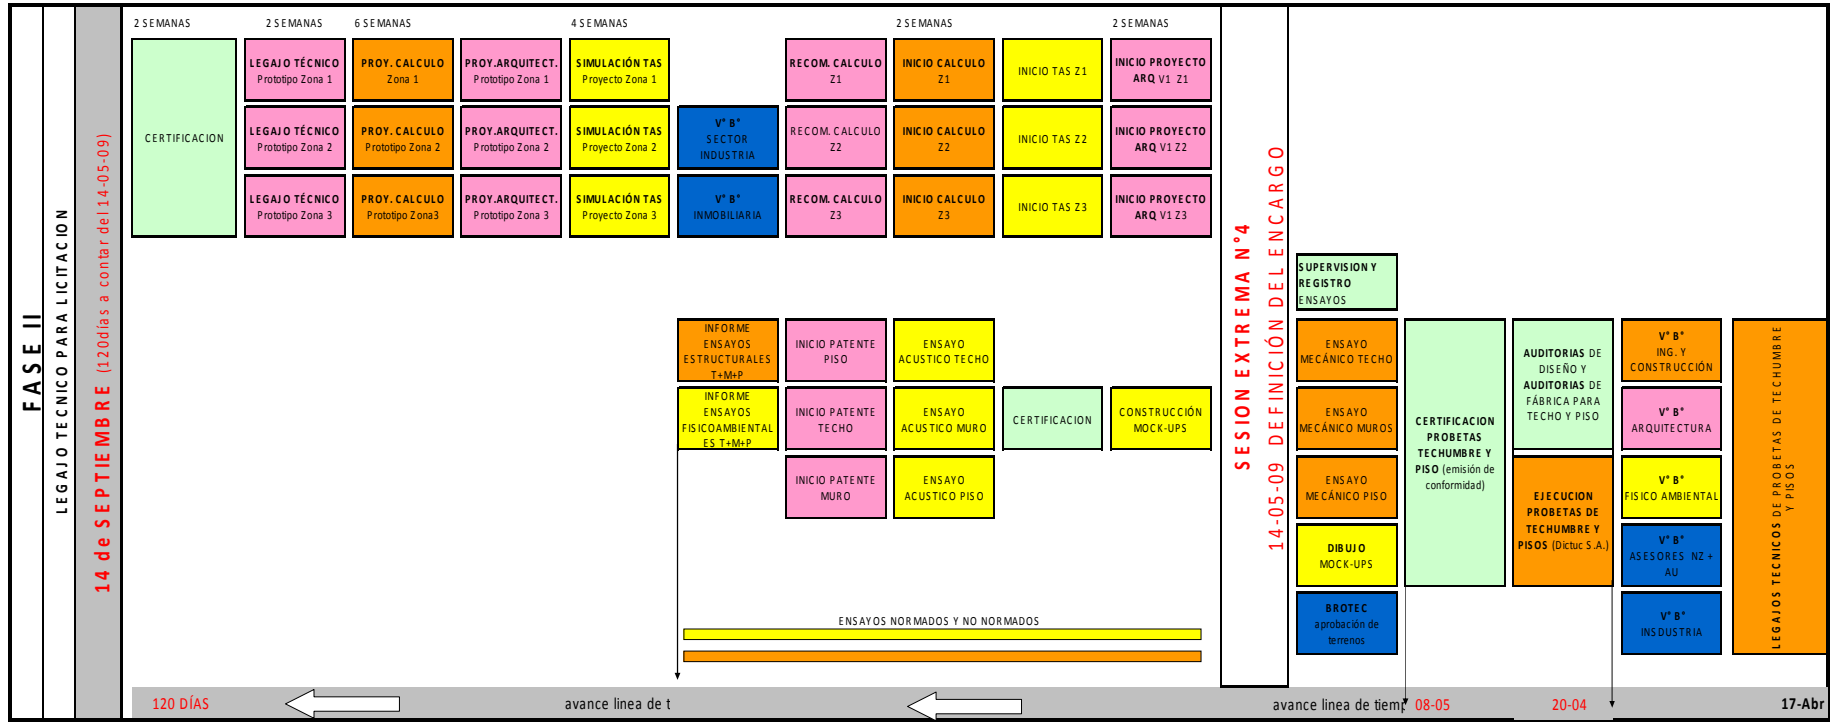 FASE II
LEGAJO TECNICO PARA LICITACION
14 de SEPTIEMBRE (120días a contar del 14-05-09)
2 SEMANAS
2 SEMANAS
6 SEMANAS
4 SEMANAS
2 SEMANAS
2 SEMANAS
CERTIFICACION
LEGAJO TÉCNICO
Prototipo Zona 1
PROY. CALCULO
Zona 1
PROY.ARQUITECT.
Prototipo Zona 1
SIMULACIÓN TAS
Proyecto Zona 1
RECOM. CALCULO
Z1
INICIO CALCULO
Z1
INICIO TAS Z1
INICIO PROYECTO
ARQ V1 Z1
LEGAJO TÉCNICO
Prototipo Zona 2
PROY. CALCULO
Prototipo Zona 2
PROY.ARQUITECT.
Prototipo Zona 2
SIMULACIÓN TAS
Proyecto Zona 2
V° B°
SECTOR
INDUSTRIA
RECOM. CALCULO
Z2
INICIO CALCULO
Z2
INICIO TAS Z2
INICIO PROYECTO
ARQ V1 Z2
LEGAJO TÉCNICO
Prototipo Zona 3
PROY. CALCULO
Prototipo Zona3
PROY.ARQUITECT.
Prototipo Zona 3
SIMULACIÓN TAS
Proyecto Zona 3
V° B°
INMOBILIARIA
RECOM. CALCULO
Z3
INICIO CALCULO
Z3
INICIO TAS Z3
INICIO PROYECTO
ARQ V1 Z3
INFORME
ENSAYOS
ESTRUCTURALES
T+M+P
INICIO PATENTE
PISO
ENSAYO
ACUSTICO TECHO
INFORME
ENSAYOS
FISICOAMBIENTAL
ES T+M+P
INICIO PATENTE
TECHO
ENSAYO
ACUSTICO MURO
CERTIFICACION
CONSTRUCCIÓN
MOCK-UPS
INICIO PATENTE
MURO
ENSAYO
ACUSTICO PISO
ENSAYOS NORMADOS Y NO NORMADOS
SESION EXTREMA N°4
14-05-09 DEFINICIÓN DEL ENCARGO
SUPERVISION Y
REGISTRO
ENSAYOS
ENSAYO
MECÁNICO TECHO
ENSAYO
MECÁNICO MUROS
ENSAYO
MECÁNICO PISO
DIBUJO
MOCK-UPS
BROTEC
aprobación de
terrenos
CERTIFICACION
PROBETAS
TECHUMBRE Y
PISO (emisión de
conformidad)
AUDITORIAS DE
DISEÑO Y
AUDITORIAS DE
FÁBRICA PARA
TECHO Y PISO
EJECUCION
PROBETAS DE
TECHUMBRE Y
PISOS (Dictuc S.A.)
V° B°
ING. Y
CONSTRUCCIÓN
V° B°
ARQUITECTURA
V° B°
FISICO AMBIENTAL
V° B°
ASESORES NZ +
AU
V° B°
INSDUSTRIA
LEGAJOS TECNICOS DE PROBETAS DE TECHUMBRE
Y PISOS
120 DÍAS
avance linea de t
avance linea de tiemp
08-05
20-04
17-Abr